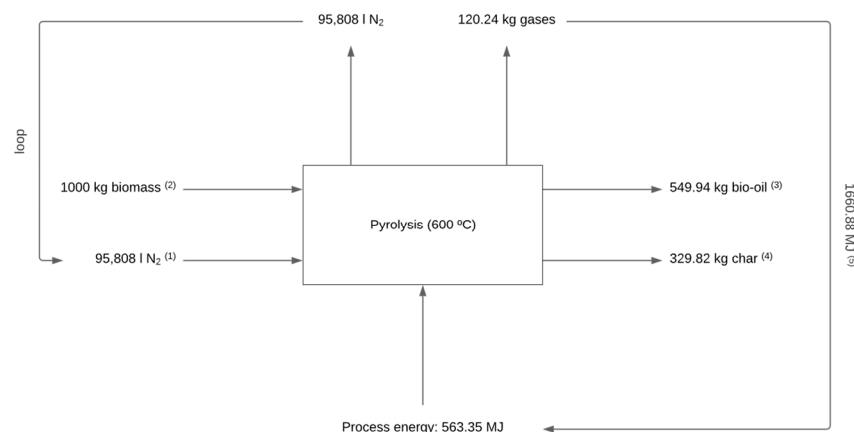 95,808 l N₂
120.24 kg gases
loop
1000 kg biomass (2)
549.94 kg bio-oil (3)
Pyrolysis (600 ºC)
95,808 l N₂ (1)
329.82 kg char (4)
1660.88 MJ (5)
Process energy: 563.35 MJ